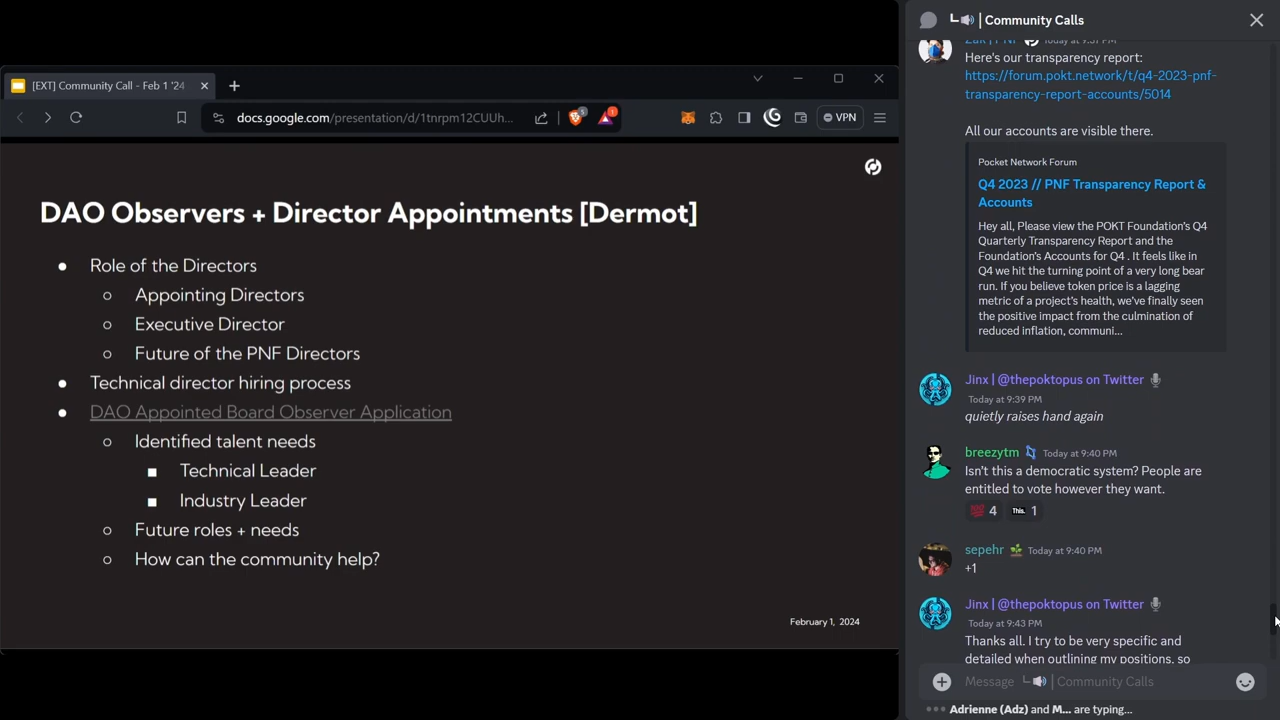 [EXT] Community Call - Feb 1 '24
docs.google.com/presentation/d/1tnrpm12CUUh...
5
1
VPN
DAO Observers + Director Appointments [Dermot]
Role of the Directors
Appointing Directors
Executive Director
Future of the PNF Directors
Technical director hiring process
DAO Appointed Board Observer Application
Identified talent needs
Technical Leader
Industry Leader
Future roles + needs
How can the community help?
February 1, 2024
Community Calls
Zak | PNF Today at 9:37 PM
Here's our transparency report:
https://forum.pokt.network/t/q4-2023-pnf-
transparency-report-accounts/5014
All our accounts are visible there.
Pocket Network Forum
Q4 2023 // PNF Transparency Report &
Accounts
Hey all, Please view the POKT Foundation's Q4
Quarterly Transparency Report and the
Foundation's Accounts for Q4 . It feels like in
Q4 we hit the turning point of a very long bear
run. If you believe token price is a lagging
metric of a project's health, we've finally seen
the positive impact from the culmination of
reduced inflation, communi...
Jinx | @thepoktopus on Twitter
Today at 9:39 PM
quietly raises hand again
breezytm Today at 9:40 PM
Isn't this a democratic system? People are
entitled to vote however they want.
4 This. 1
sepehr Today at 9:40 PM
+1
Jinx | @thepoktopus on Twitter
Today at 9:43 PM
Thanks all. I try to be very specific and
detailed when outlining my positions, so
Message Community Calls
Adrienne (Adz) and M... are typing...